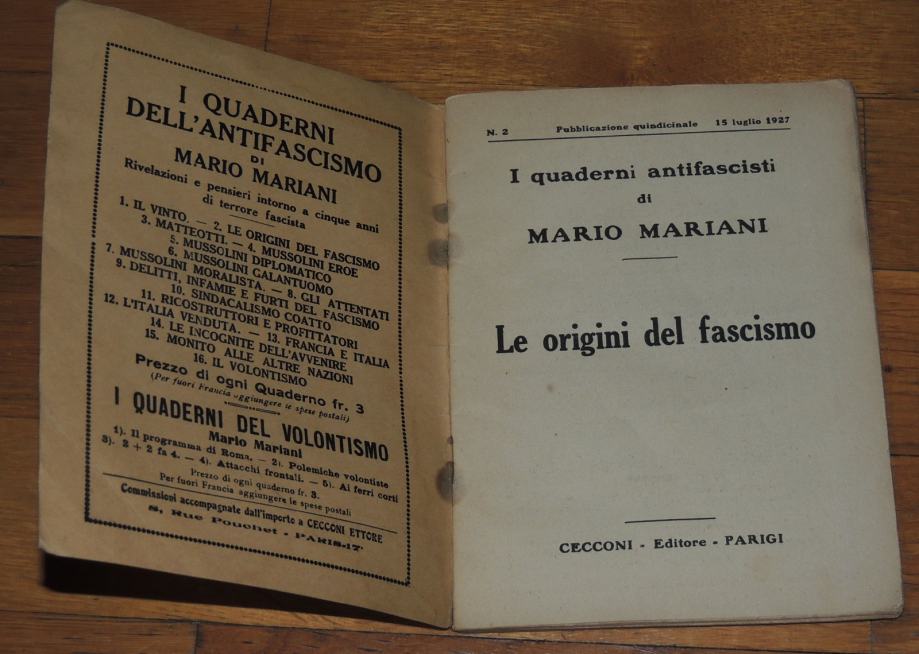 I QUADERNI
DELL'ANTIFASCISMO
DI
MARIO MARIANI
Rivelazioni e pensieri intorno a cinque anni
di terrore fascista
1. IL VINTO. — 2. LE ORIGINI DEL FASCISMO
3. MATTEOTTI. — 4. MUSSOLINI EROE
5. MUSSOLINI DIPLOMATICO
6. MUSSOLINI GALANTUOMO
7. MUSSOLINI MORALISTA. — 8. GLI ATTENTATI
9. DELITTI, INFAMIE E FURTI DEL FASCISMO
10. SINDACALISMO COATTO
11. RICOSTRUTTORI E PROFITTATORI
12. L'ITALIA VENDUTA. — 13. FRANCIA E ITALIA
14. LE INCOGNITE DELL'AVVENIRE
15. MONITO ALLE ALTRE NAZIONI
16. IL VOLONTISMO
Prezzo di ogni Quaderno fr. 3
(Per fuori Francia aggiungere le spese postali)
I QUADERNI DEL VOLONTISMO
Mario Mariani
1). Il programma di Roma. — 2). Polemiche volontiste
3). 2 + 2 fa 4. — 4). Attacchi frontali. — 5). Ai ferri corti
Prezzo di ogni quaderno fr. 3.
Per fuori Francia aggiungere le spese postali
Commissioni accompagnate dall'importo a CECCONI ETTORE
Rue Pouchet - PARIS-17ᵉ
N. 2 Pubblicazione quindicinale 15 luglio 1927
I quaderni antifascisti
di
MARIO MARIANI
Le origini del fascismo
CECCONI - Editore - PARIGI